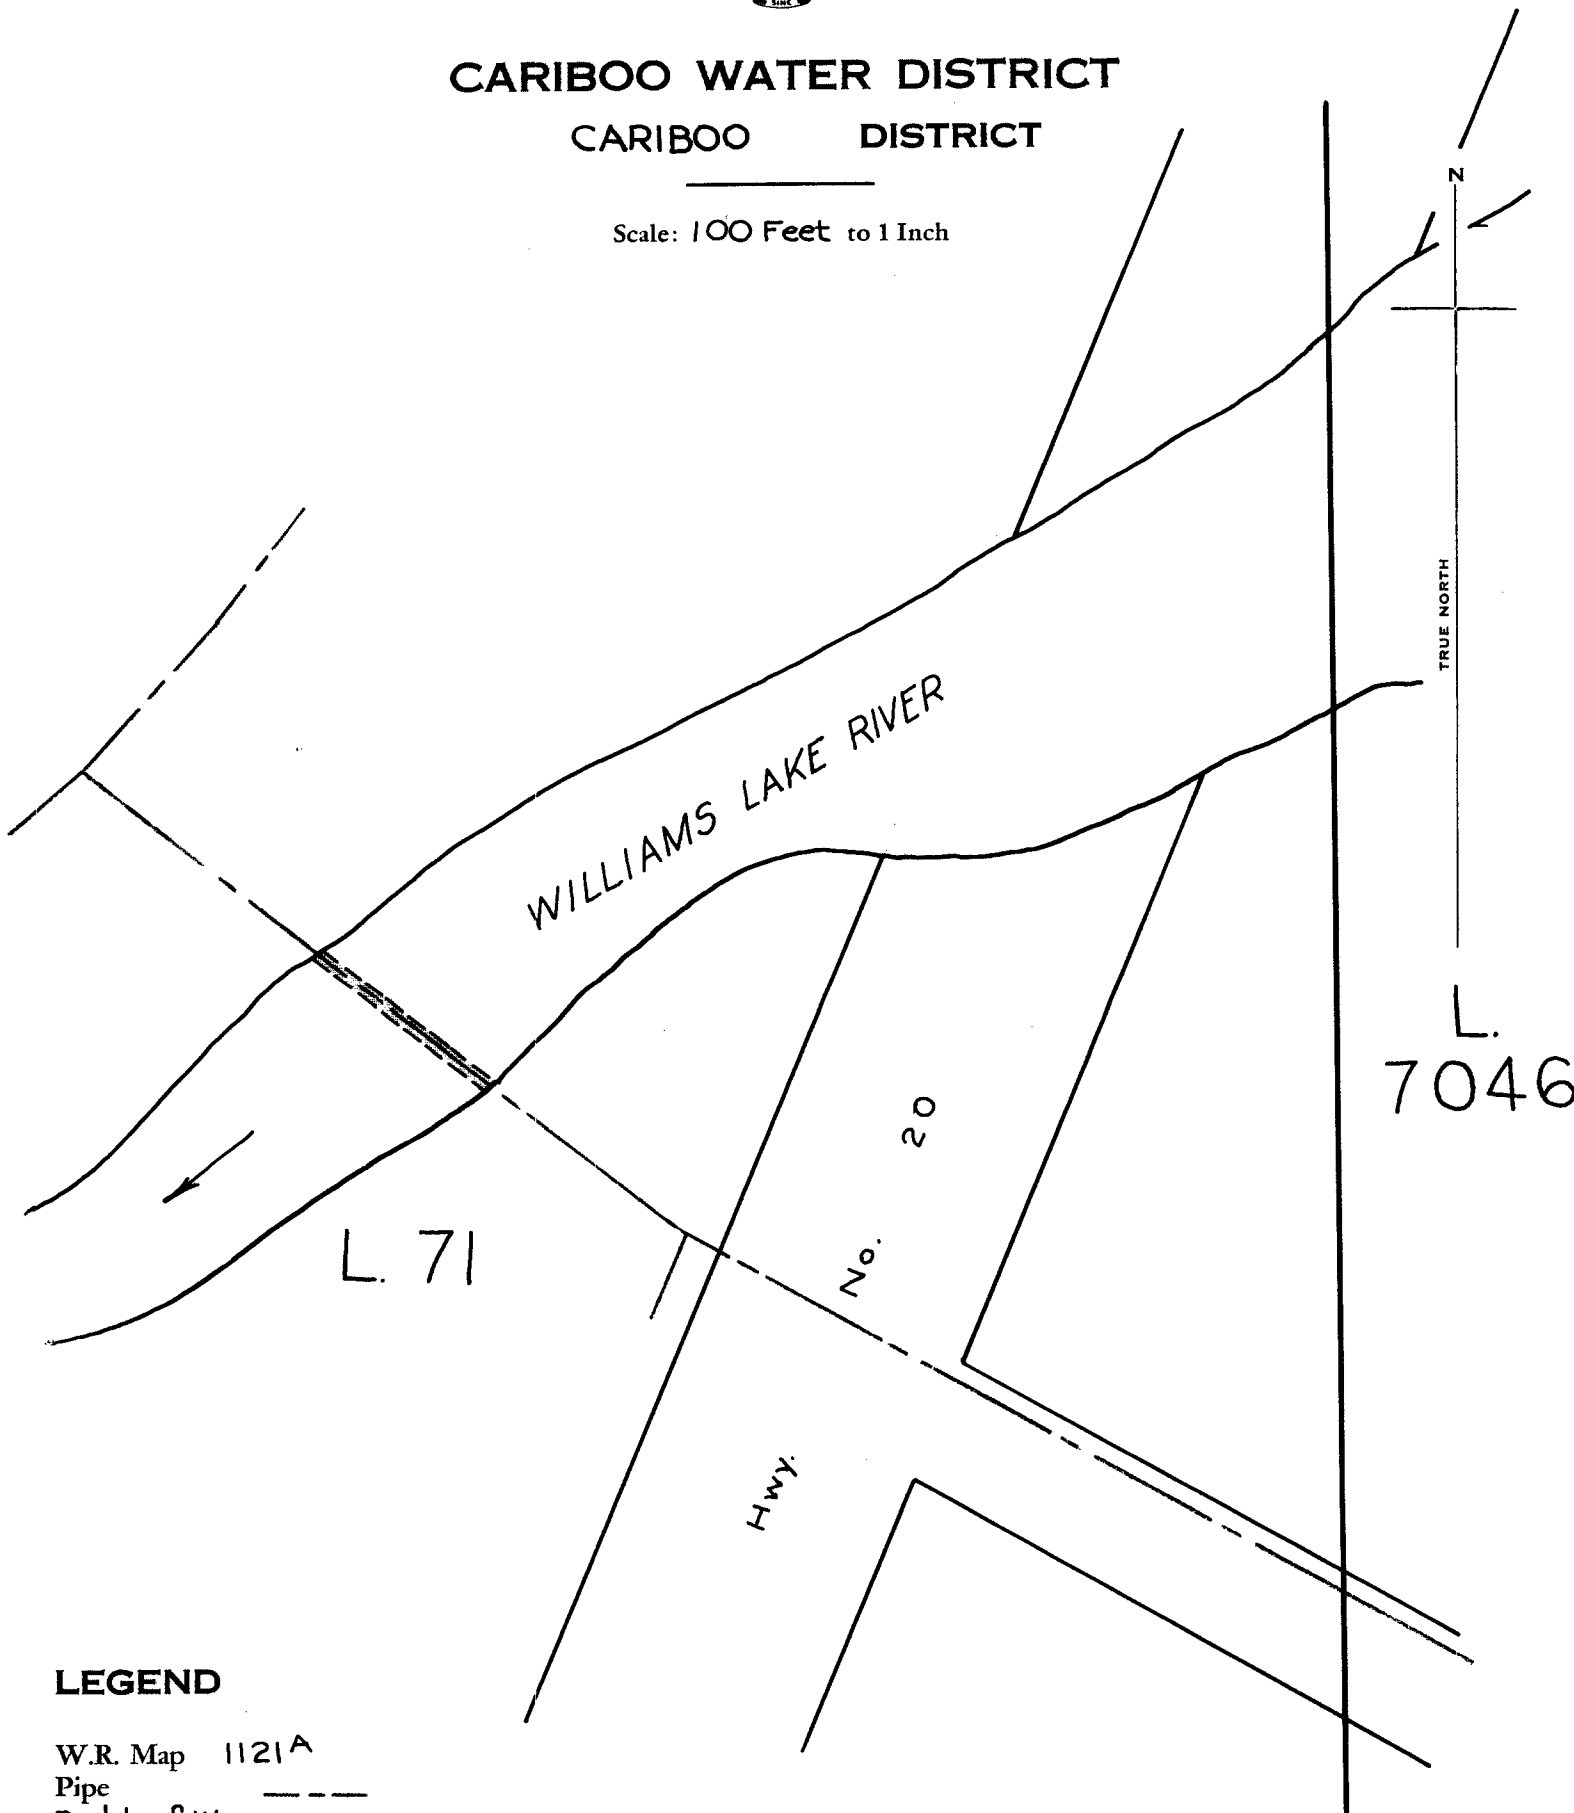 CARIBOO WATER DISTRICT
CARIBOO DISTRICT
Scale: 100 Feet to 1 Inch
N
TRUE NORTH
WILLIAMS LAKE RIVER
L.
7046
L. 71
Hwy. No. 20
LEGEND
W.R. Map 1121A
Pipe